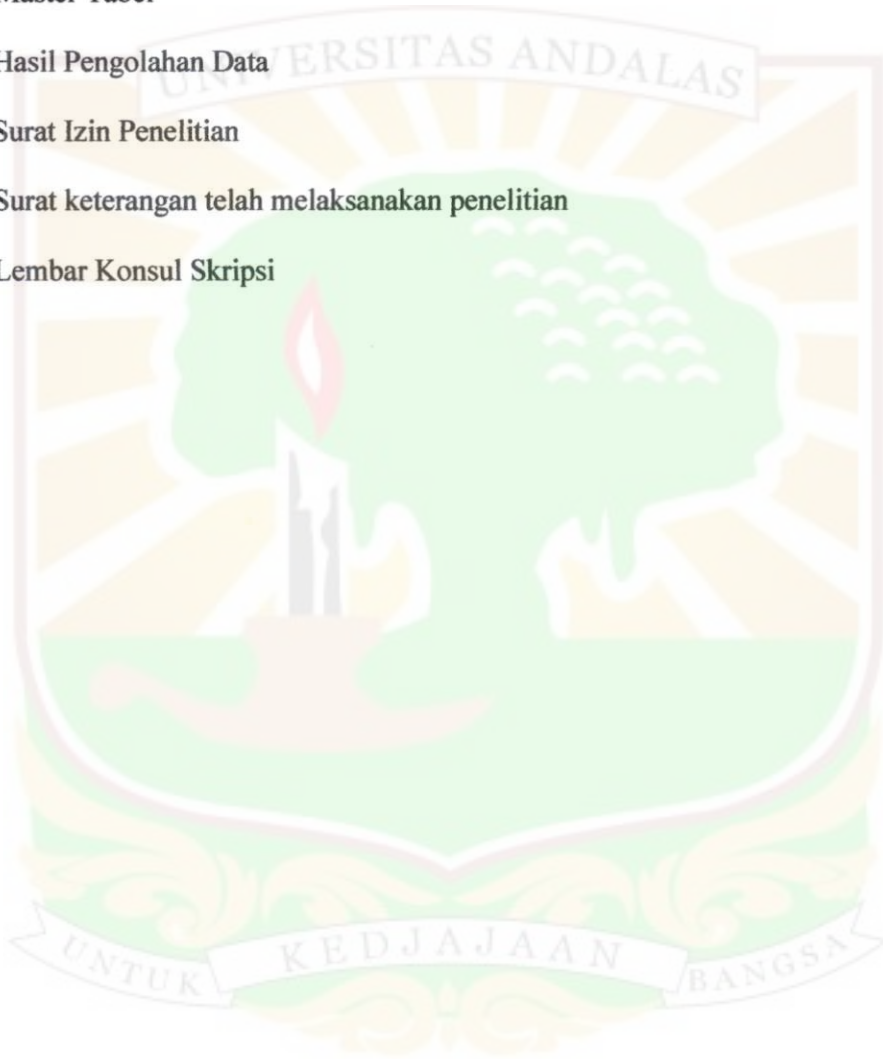 Master Tabel
Hasil Pengolahan Data
UNIVERSITAS ANDALAS
Surat Izin Penelitian
Surat keterangan telah melaksanakan penelitian
Lembar Konsul Skripsi
UNTUK KEDJAJAAN BANGSA